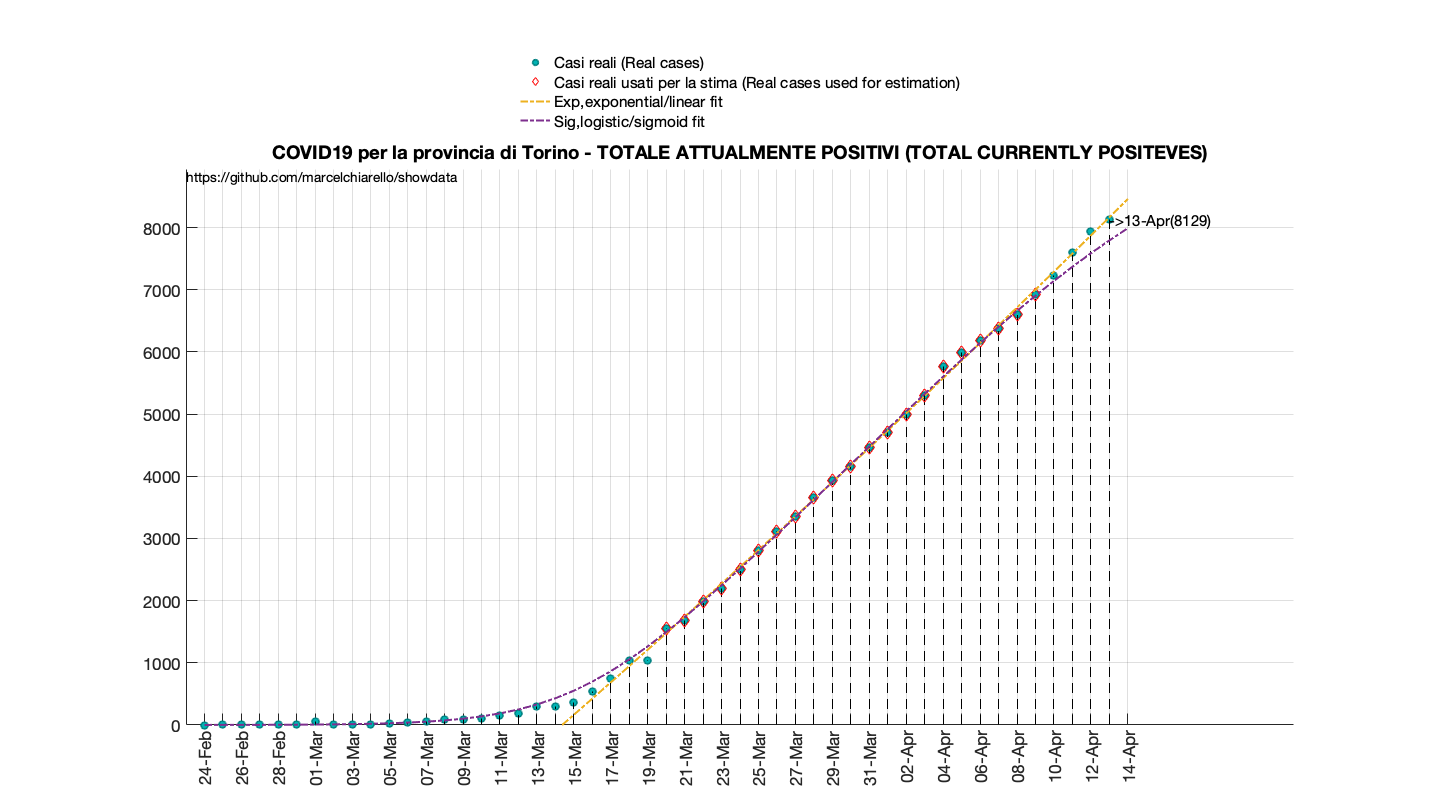 Casi reali (Real cases)
Casi reali usati per la stima (Real cases used for estimation)
Exp,exponential/linear fit
Sig,logistic/sigmoid fit
COVID19 per la provincia di Torino - TOTALE ATTUALMENTE POSITIVI (TOTAL CURRENTLY POSITEVES)
https://github.com/marcelchiarello/showdata
8000
->13-Apr(8129)
7000
6000
5000
4000
3000
2000
1000
0
24-Feb
26-Feb
28-Feb
01-Mar
03-Mar
05-Mar
07-Mar
09-Mar
11-Mar
13-Mar
15-Mar
17-Mar
19-Mar
21-Mar
23-Mar
25-Mar
27-Mar
29-Mar
31-Mar
02-Apr
04-Apr
06-Apr
08-Apr
10-Apr
12-Apr
14-Apr